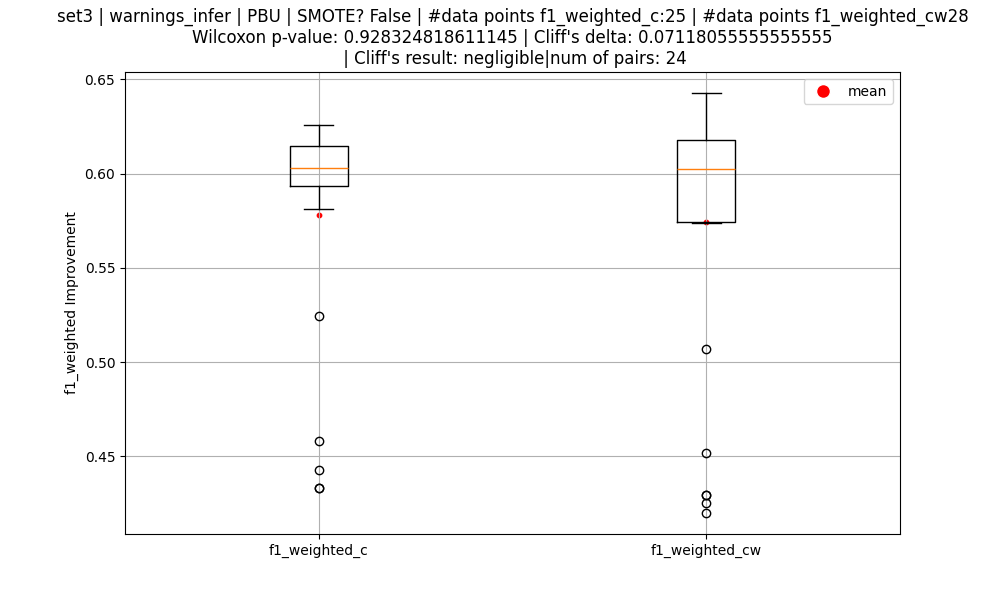 set3 | warnings_infer | PBU | SMOTE? False | #data points f1_weighted_c:25 | #data points f1_weighted_cw28
Wilcoxon p-value: 0.928324818611145 | Cliff's delta: 0.07118055555555555
| Cliff's result: negligible|num of pairs: 24
mean
0.65
0.60
0.55
0.50
0.45
f1_weighted Improvement
f1_weighted_c
f1_weighted_cw